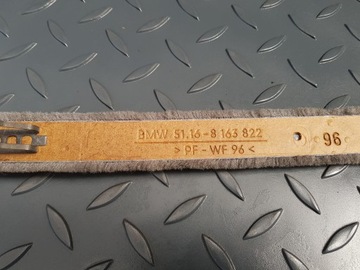 BMW 51.16-8 163 822
> PF - WF 96 <
96